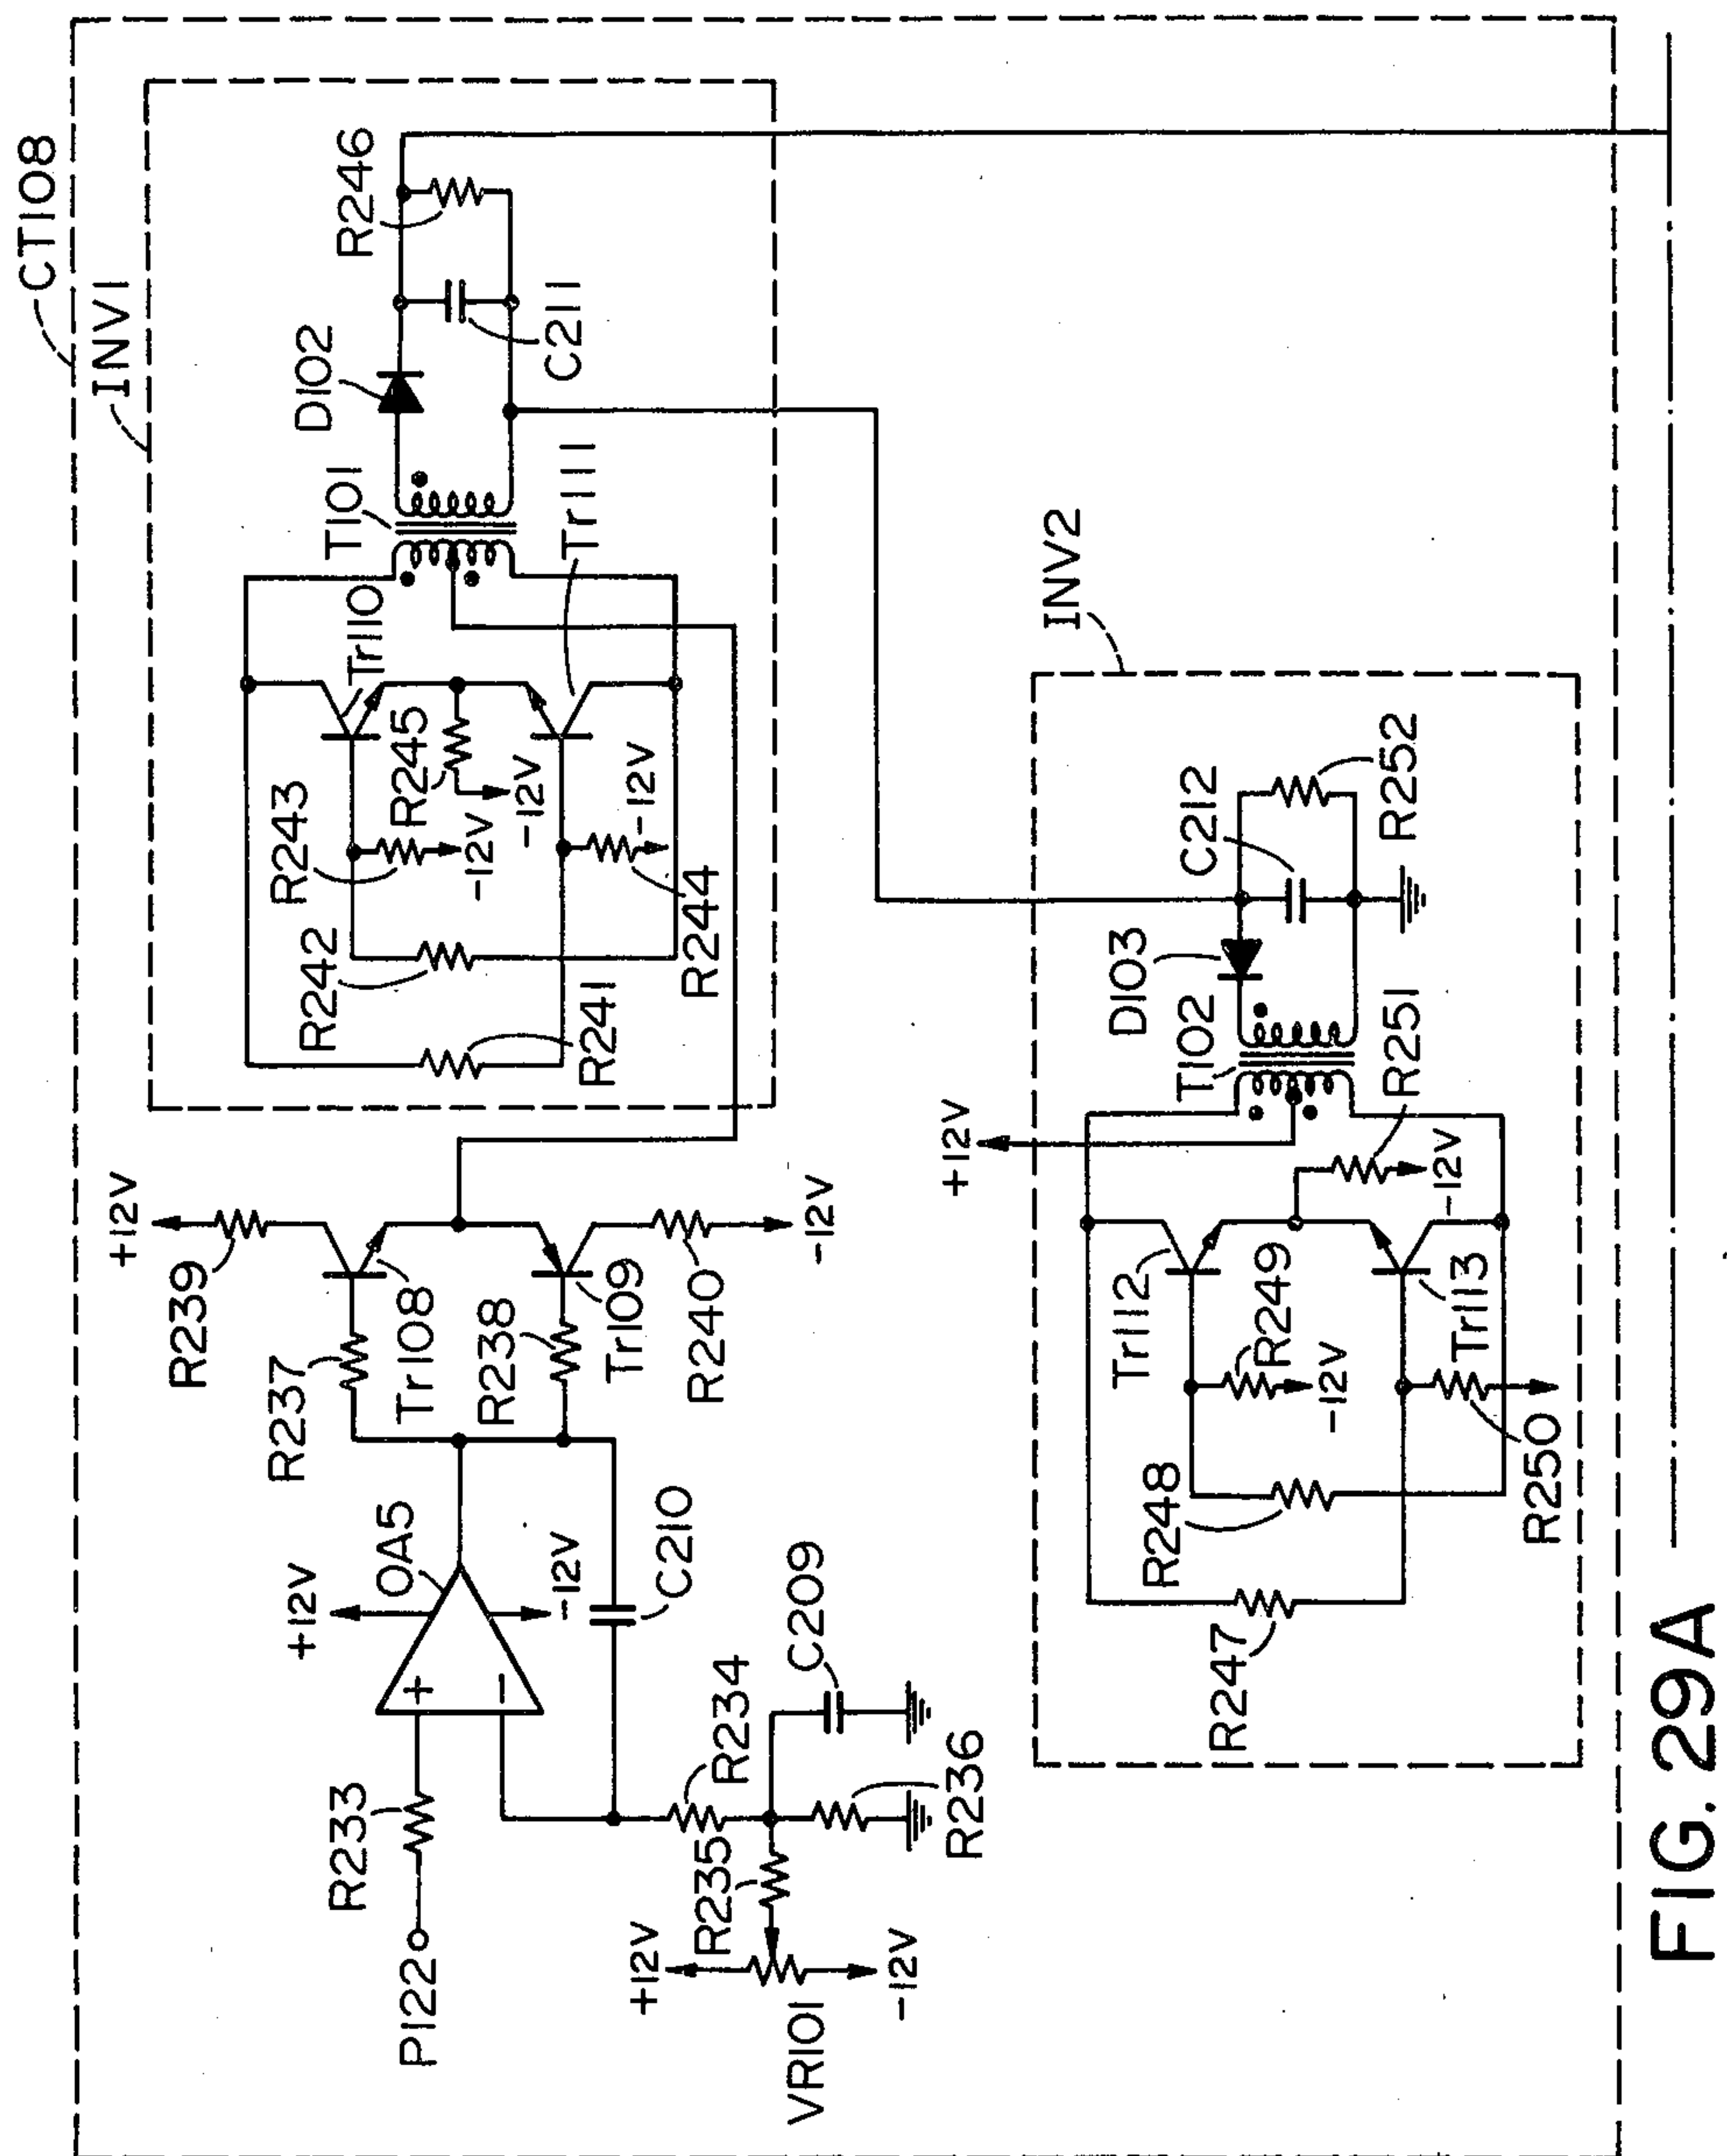 CT108
INV1
D102
R246
C211
T101
Tr110
Tr111
R243
R245
-12V
-12V
-12V
R242
R244
R241
+12V
R239
R237
Tr108
R238
Tr109
R240
-12V
+12V
OA5
-12V
C210
R233
P122
+
-
R234
C209
R235
R236
+12V
VR101
-12V
INV2
+12V
T102
D103
C212
R252
R251
-12V
Tr112
R249
-12V
Tr113
R248
R250
R247
FIG. 29A